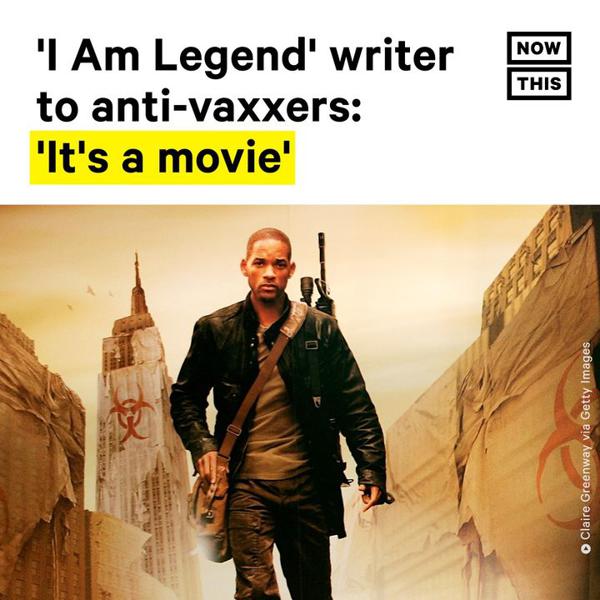 'I Am Legend' writer
to anti-vaxxers:
'It's a movie'
NOW
THIS
Claire Greenway via Getty Images